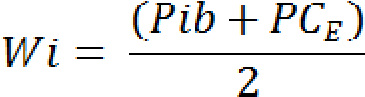 Wi = (Pib + PC_E) / 2